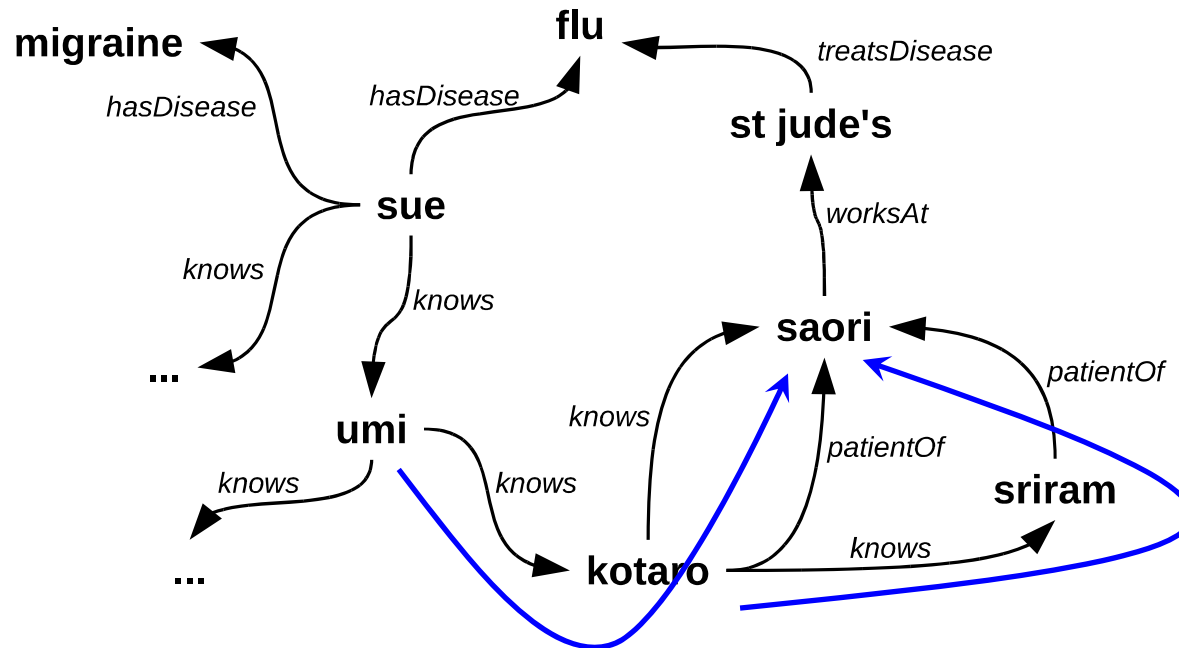 flu
migraine
treatsDisease
hasDisease
hasDisease
st jude's
sue
worksAt
knows
knows
saori
...
patientOf
knows
umi
patientOf
knows
knows
sriram
knows
kotaro
...